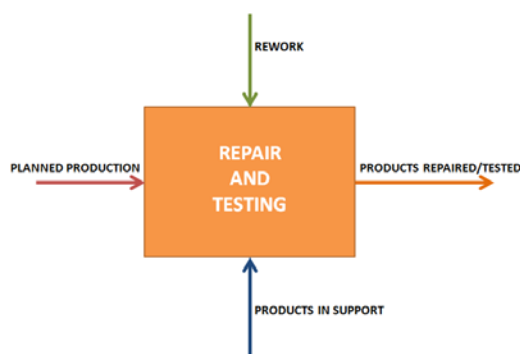 REWORK
PLANNED PRODUCTION
REPAIR
AND
TESTING
PRODUCTS REPAIRED/TESTED
PRODUCTS IN SUPPORT